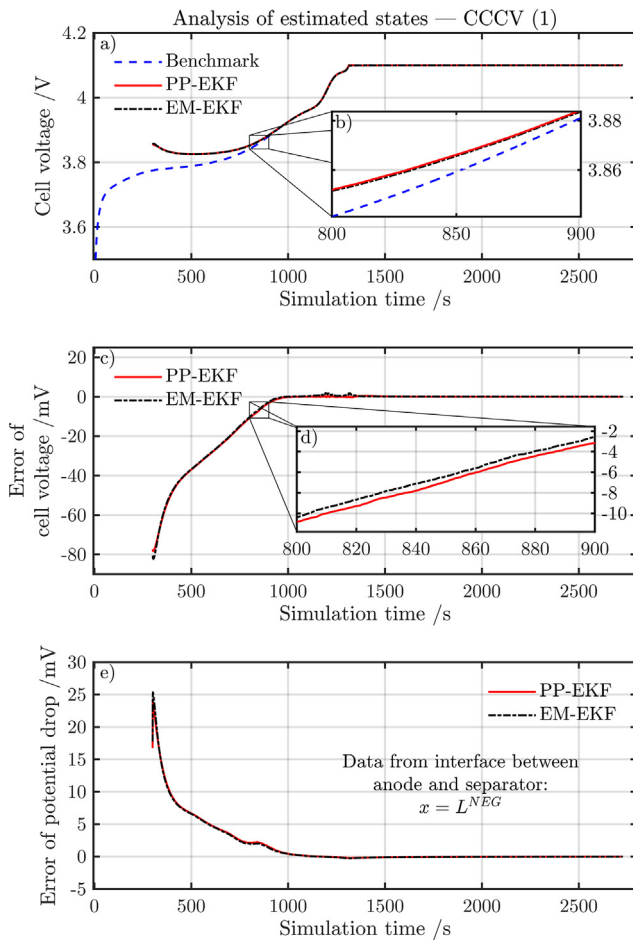 Analysis of estimated states — CCCV (1)
4.2
a)
Benchmark
PP-EKF
EM-EKF
4
3.8
3.6
Cell voltage /V
b)
3.88
3.86
800
850
900
0
500
1000
1500
2000
2500
Simulation time /s
20
c)
PP-EKF
EM-EKF
0
-20
-40
-60
-80
Error of
cell voltage /mV
d)
-2
-4
-6
-8
-10
800
820
840
860
880
900
0
500
1000
1500
2000
2500
Simulation time /s
30
e)
25
20
15
10
5
0
-5
Error of potential drop /mV
PP-EKF
EM-EKF
Data from interface between
anode and separator:
x = L^NEG
0
500
1000
1500
2000
2500
Simulation time /s